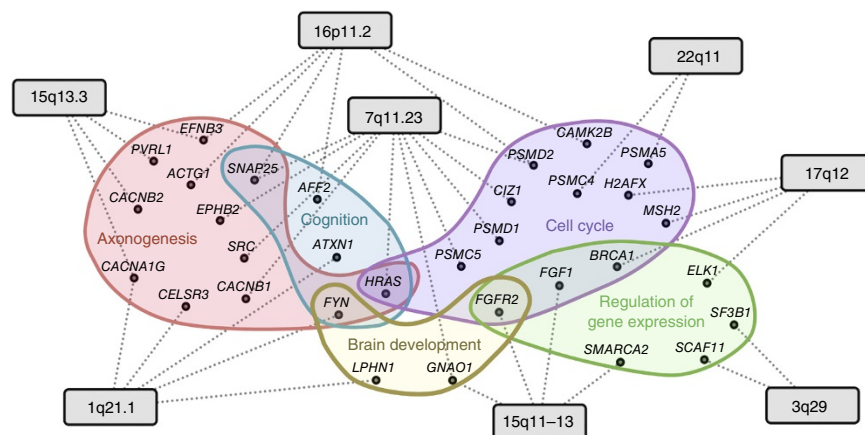 16p11.2
22q11
15q13.3
7q11.23
EFNB3
CAMK2B
PVRL1
PSMD2
PSMA5
17q12
ACTG1
SNAP25
AFF2
CIZ1
PSMC4
H2AFX
CACNB2
EPHB2
Cognition
PSMD1
Cell cycle
MSH2
Axonogenesis
SRC
ATXN1
PSMC5
BRCA1
CACNA1G
HRAS
FGF1
ELK1
CELSR3
CACNB1
FYN
FGFR2
Regulation of
gene expression
SF3B1
Brain development
LPHN1
GNAO1
SMARCA2
SCAF11
1q21.1
15q11–13
3q29